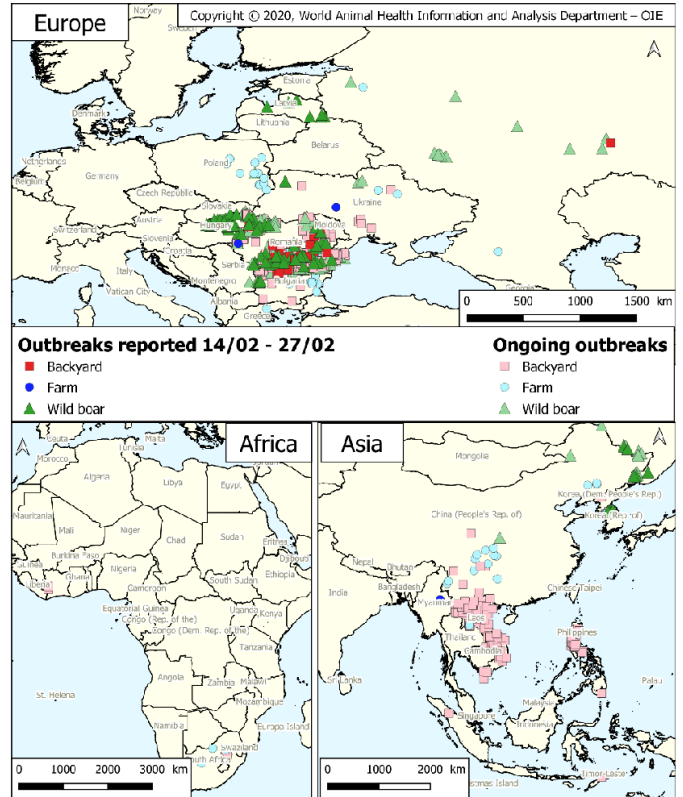 Europe
Copyright © 2020, World Animal Health Information and Analysis Department – OIE
Norway
Estonia
Latvia
Denmark
Lithuania
Belarus
Netherlands
Germany
Poland
Belgium
Czech Republic
Ukraine
Slovakia
Austria
Hungary
Moldova
Switzerland
Slovenia
Romania
Croatia
Serbia
Monaco
Italy
Montenegro
Bulgaria
Vatican City
Albania
Greece
Georgia
0 500 1000 1500 km
Outbreaks reported 14/02 - 27/02
Ongoing outbreaks
Backyard
Backyard
Farm
Farm
Wild boar
Wild boar
Africa
Ceuta
Malta
Tunisia
Morocco
Algeria
Libya
Egypt
Mauritania
Mali
Niger
Chad
Sudan
Eritrea
Djibouti
Burkina Faso
Guinea
Ghana
Nigeria
Liberia
South Sudan
Ethiopia
Cameroon
Equatorial Guinea
Uganda
Kenya
Congo (Rep. of the)
Congo (Dem. Rep. of the)
Tanzania
Angola
Zambia
Malawi
St. Helena
Mozambique
Namibia
Europa Island
Swaziland
South Africa
0 1000 2000 3000 km
Asia
Mongolia
Korea (Dem. People's Rep.)
Korea (Rep. of)
China (People's Rep. of)
Nepal
Bhutan
Bangladesh
India
Chinese Taipei
Myanmar
Laos
Thailand
Philippines
Cambodia
Sri Lanka
Palau
Malaysia
Singapore
Indonesia
Timor-Leste
Island
0 1000 2000 km